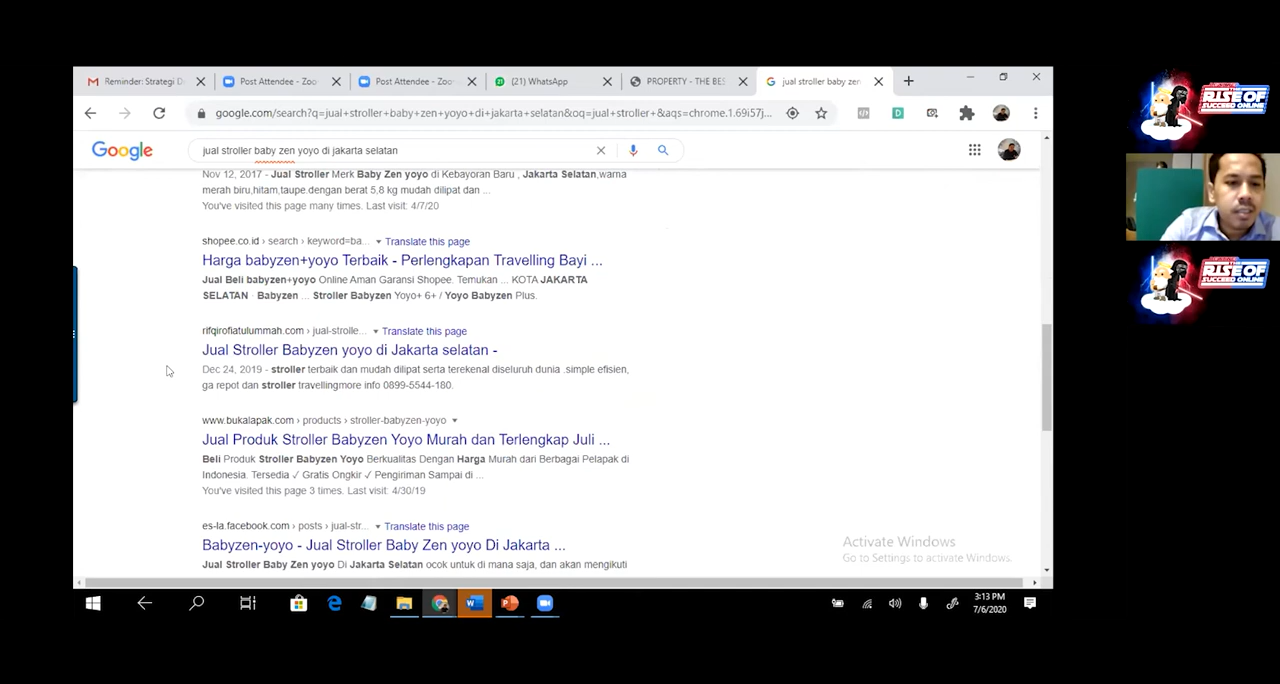 Reminder: Strategi D
Post Attendee - Zoo
Post Attendee - Zoo
(21) WhatsApp
PROPERTY - THE BES
jual stroller baby zen
google.com/search?q=jual+stroller+baby+zen+yoyo+di+jakarta+selatan&oq=jual+stroller+&aqs=chrome.1.69i57j...
Google
jual stroller baby zen yoyo di jakarta selatan
Nov 12, 2017 - Jual Stroller Merk Baby Zen yoyo di Kebayoran Baru , Jakarta Selatan,warna
merah biru,hitam,taupe.dengan berat 5,8 kg mudah dilipat dan ...
You've visited this page many times. Last visit: 4/7/20
shopee.co.id › search › keyword=ba... Translate this page
Harga babyzen+yoyo Terbaik - Perlengkapan Travelling Bayi ...
Jual Beli babyzen+yoyo Online Aman Garansi Shopee. Temukan ... KOTA JAKARTA
SELATAN · Babyzen ... Stroller Babyzen Yoyo+ 6+ / Yoyo Babyzen Plus.
rifqirofiatulummah.com › jual-strolle... Translate this page
Jual Stroller Babyzen yoyo di Jakarta selatan -
Dec 24, 2019 - stroller terbaik dan mudah dilipat serta terekenal diseluruh dunia .simple efisien,
ga repot dan stroller travellingmore info 0899-5544-180.
www.bukalapak.com › products › stroller-babyzen-yoyo
Jual Produk Stroller Babyzen Yoyo Murah dan Terlengkap Juli ...
Beli Produk Stroller Babyzen Yoyo Berkualitas Dengan Harga Murah dari Berbagai Pelapak di
Indonesia. Tersedia ✓ Gratis Ongkir ✓ Pengiriman Sampai di ...
You've visited this page 3 times. Last visit: 4/30/19
es-la.facebook.com › posts › jual-str... Translate this page
Babyzen-yoyo - Jual Stroller Baby Zen yoyo Di Jakarta ...
Jual Stroller Baby Zen yoyo Di Jakarta Selatan ocok untuk di mana saja, dan akan mengikuti
Activate Windows
Go to Settings to activate Windows.
3:13 PM
7/6/2020
RISE OF
SUCCEED ONLINE
RISE OF
SUCCEED ONLINE